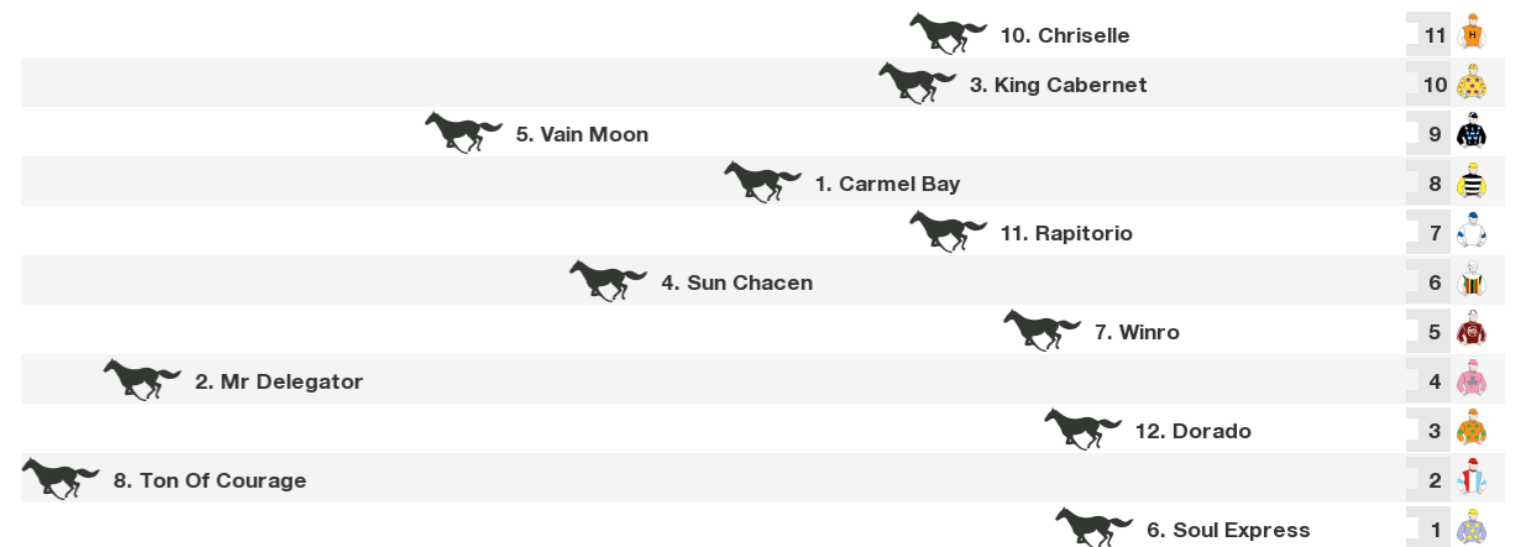 10. Chriselle 11 H
3. King Cabernet 10
5. Vain Moon 9
1. Carmel Bay 8
11. Rapitorio 7
4. Sun Chacen 6
7. Winro 5
2. Mr Delegator 4
12. Dorado 3
8. Ton Of Courage 2
6. Soul Express 1